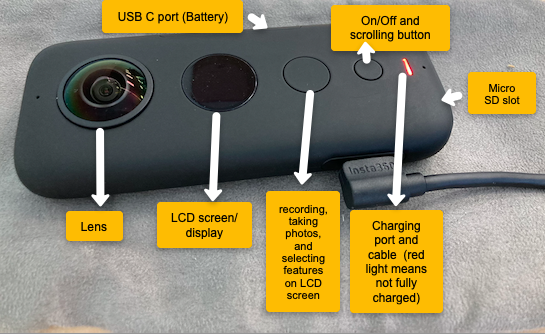 USB C port (Battery)
On/Off and
scrolling button
Micro
SD slot
Insta360
Lens
LCD screen/
display
recording,
taking
photos,
and
selecting
features
on LCD
screen
Charging
port and
cable (red
light means
not fully
charged)